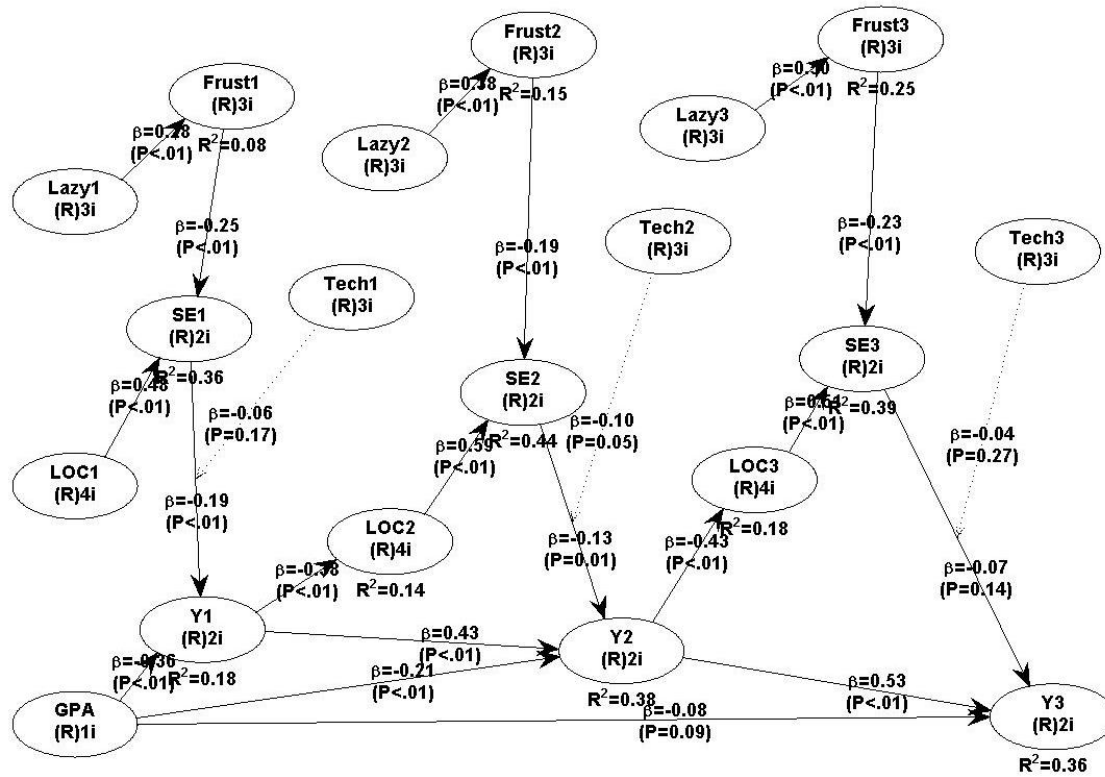 Frust1
(R)3i
R²=0.08
Frust2
(R)3i
R²=0.15
Frust3
(R)3i
R²=0.25
β=0.28
(P<.01)
β=0.38
(P<.01)
β=0.50
(P<.01)
Lazy1
(R)3i
Lazy2
(R)3i
Lazy3
(R)3i
β=-0.25
(P<.01)
β=-0.19
(P<.01)
β=-0.23
(P<.01)
Tech1
(R)3i
Tech2
(R)3i
Tech3
(R)3i
SE1
(R)2i
R²=0.36
SE2
(R)2i
R²=0.44
SE3
(R)2i
R²=0.39
β=0.48
(P<.01)
β=-0.06
(P=0.17)
β=0.59
(P<.01)
β=-0.10
(P=0.05)
(P<.01)
β=-0.04
(P=0.27)
LOC1
(R)4i
LOC2
(R)4i
R²=0.14
LOC3
(R)4i
R²=0.18
β=-0.19
(P<.01)
β=-0.38
(P<.01)
β=-0.13
(P=0.01)
β=-0.43
(P<.01)
β=-0.07
(P=0.14)
Y1
(R)2i
R²=0.18
Y2
(R)2i
R²=0.38
Y3
(R)2i
R²=0.36
β=-0.36
(P<.01)
β=0.43
(P<.01)
β=-0.21
(P<.01)
β=0.53
(P<.01)
β=-0.08
(P=0.09)
GPA
(R)1i